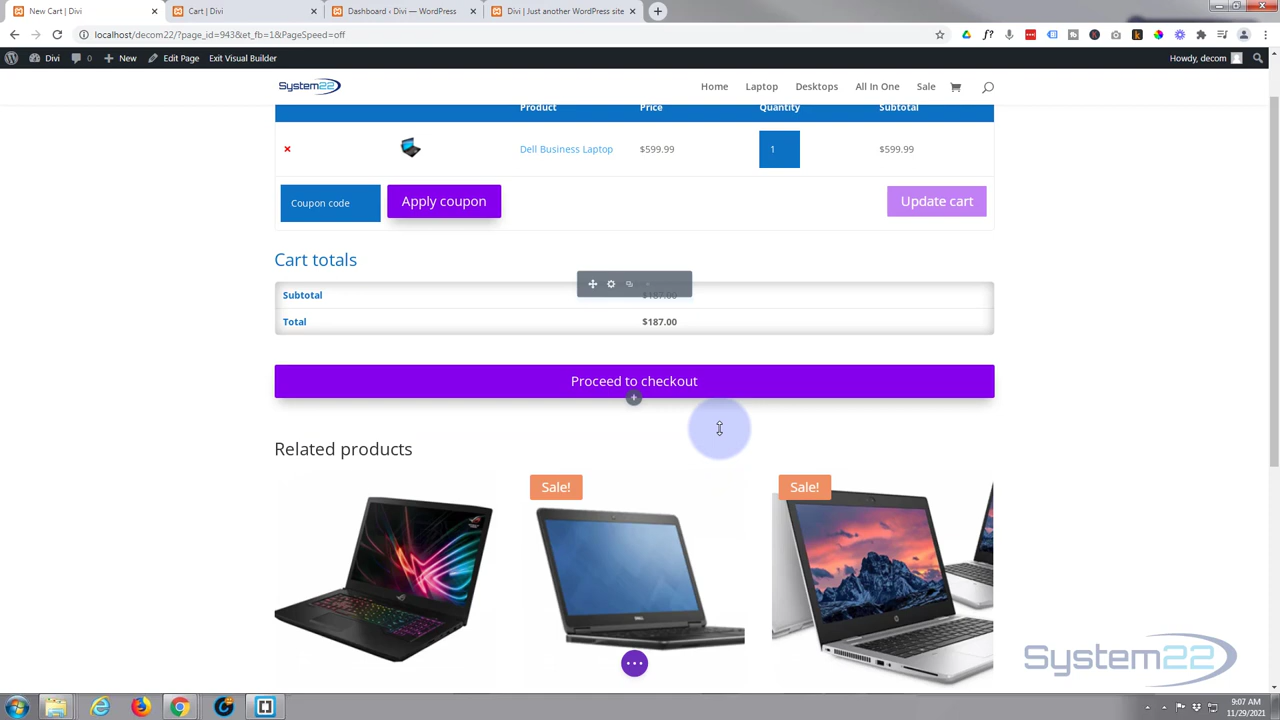 New Cart | Divi
Cart | Divi
Dashboard ‹ Divi — WordPress
Divi | Just another WordPress site
localhost/decom22/?page_id=943&et_fb=1&PageSpeed=off
Divi
0
New
Edit Page
Exit Visual Builder
Howdy, decom
System22
Home
Laptop
Desktops
All In One
Sale
Product Price Quantity Subtotal
Dell Business Laptop $599.99 1 $599.99
Coupon code
Apply coupon
Update cart
Cart totals
Subtotal $187.00
Total $187.00
Proceed to checkout
Related products
Sale!
Sale!
System22
9:07 AM
11/29/2021